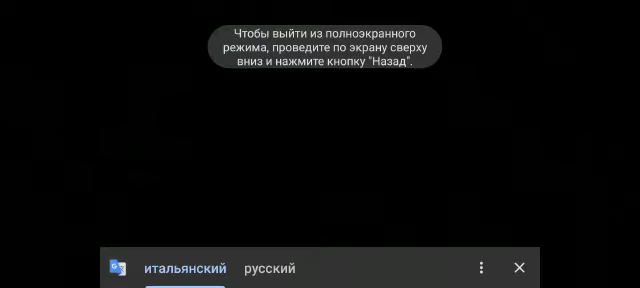 Чтобы выйти из полноэкранного
режима, проведите по экрану сверху
вниз и нажмите кнопку "Назад".
итальянский русский